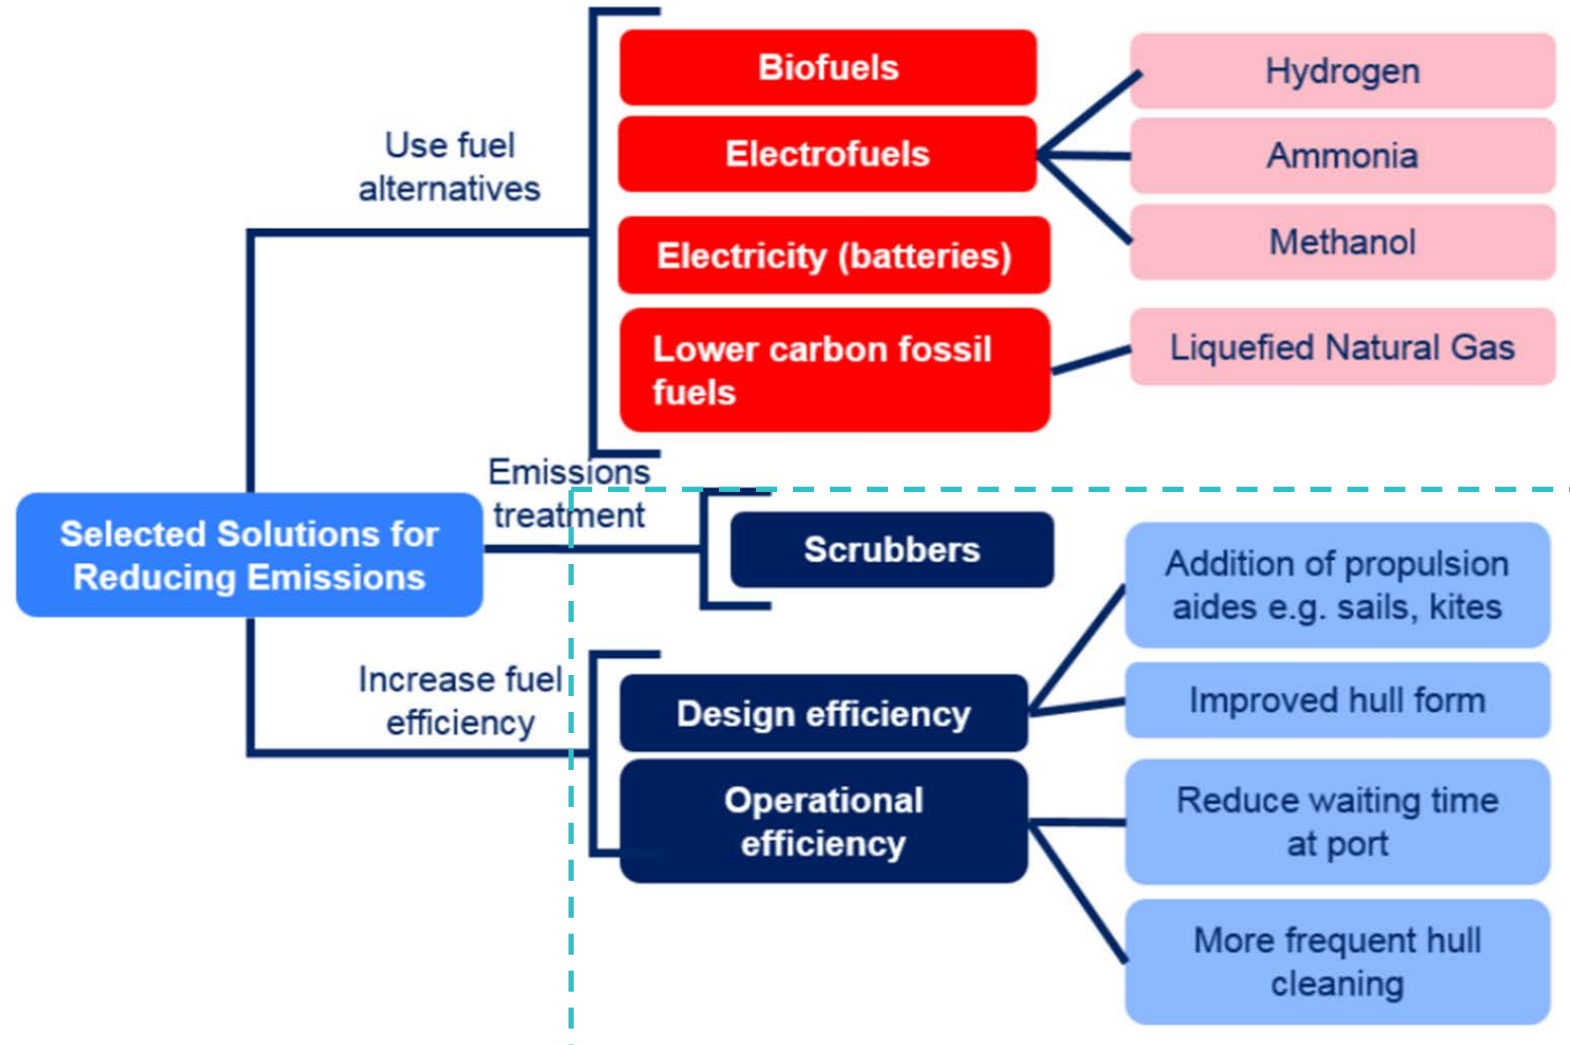 Use fuel
alternatives
Biofuels
Electrofuels
Electricity (batteries)
Lower carbon fossil
fuels
Hydrogen
Ammonia
Methanol
Liquefied Natural Gas
Selected Solutions for
Reducing Emissions
Emissions
treatment
Scrubbers
Increase fuel
efficiency
Design efficiency
Operational
efficiency
Addition of propulsion
aides e.g. sails, kites
Improved hull form
Reduce waiting time
at port
More frequent hull
cleaning